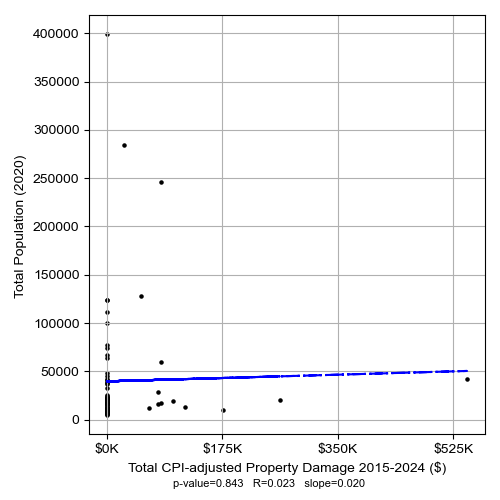 400000
350000
300000
250000
200000
150000
100000
50000
0
Total Population (2020)
$0K $175K $350K $525K
Total CPI-adjusted Property Damage 2015-2024 ($)
p-value=0.843 R=0.023 slope=0.020